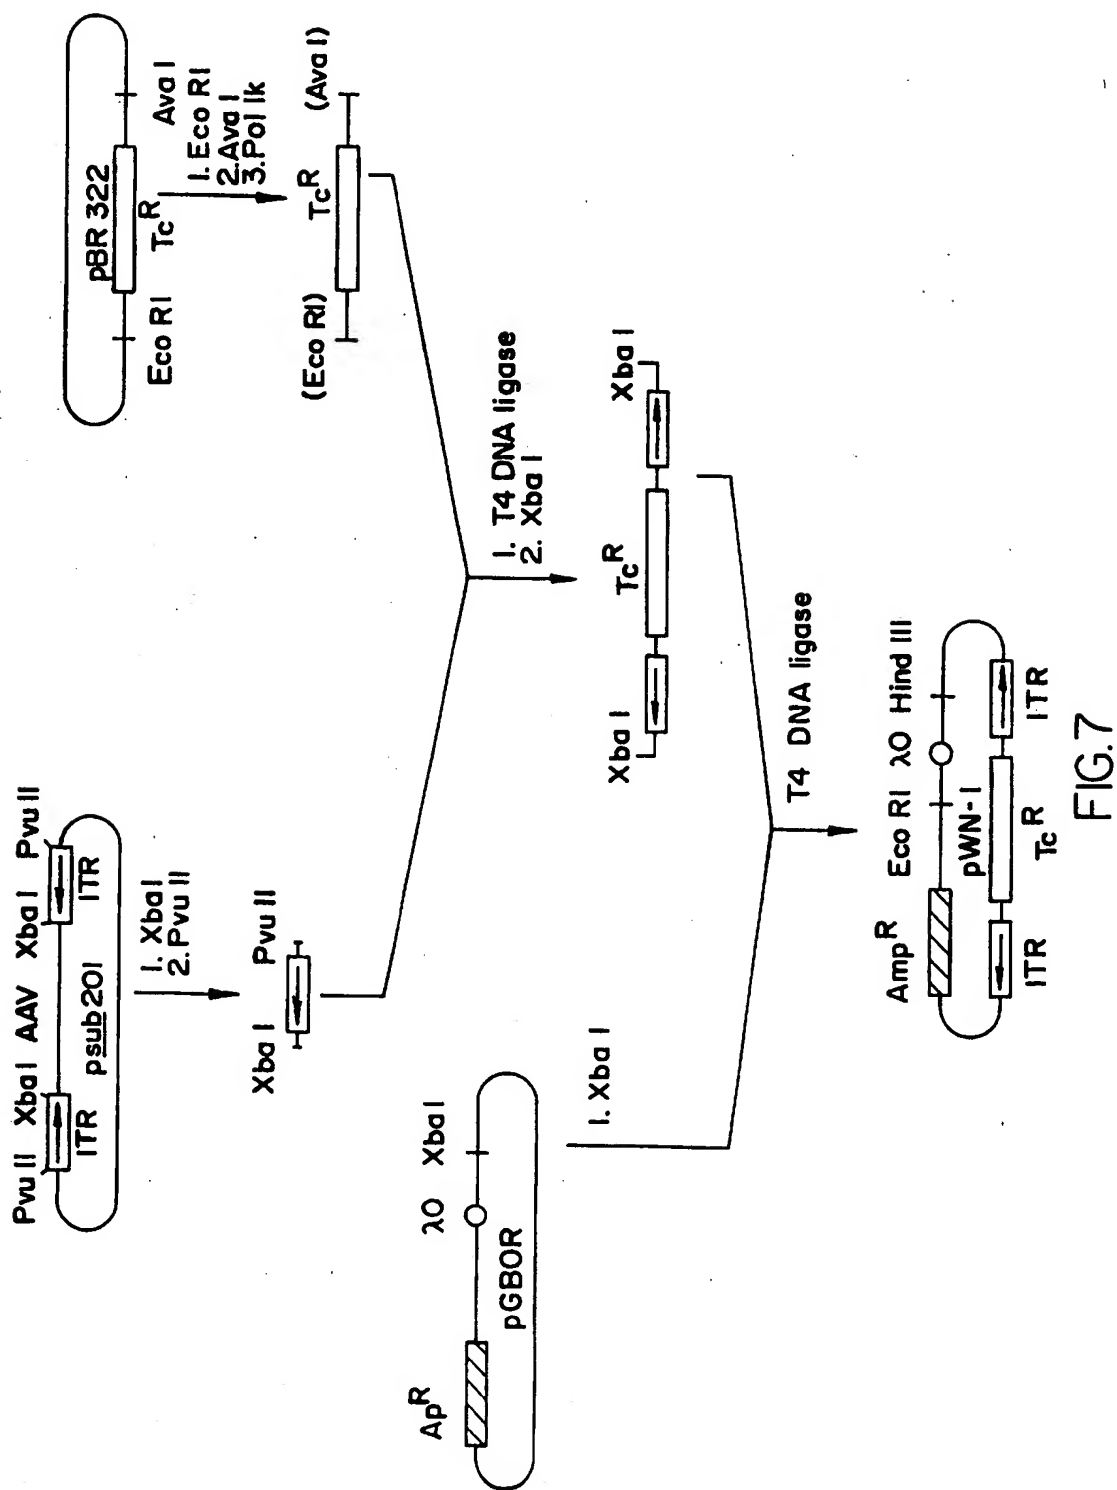 Pvu II XbaI AAV XbaI Pvu II
ITR ITR
psub201
1. XbaI
2. Pvu II
Xba I Pvu II
pBR 322
Eco RI Tc^R Ava I
1. Eco RI
2. Ava I
3. Pol Ik
(Eco RI) Tc^R (Ava I)
1. T4 DNA ligase
2. Xba I
Xba I Tc^R Xba I
Ap^R λO Xba I
pGBOR
1. Xba I
T4 DNA ligase
Amp^R Eco RI λO Hind III
pWN-1
ITR Tc^R ITR
FIG.7